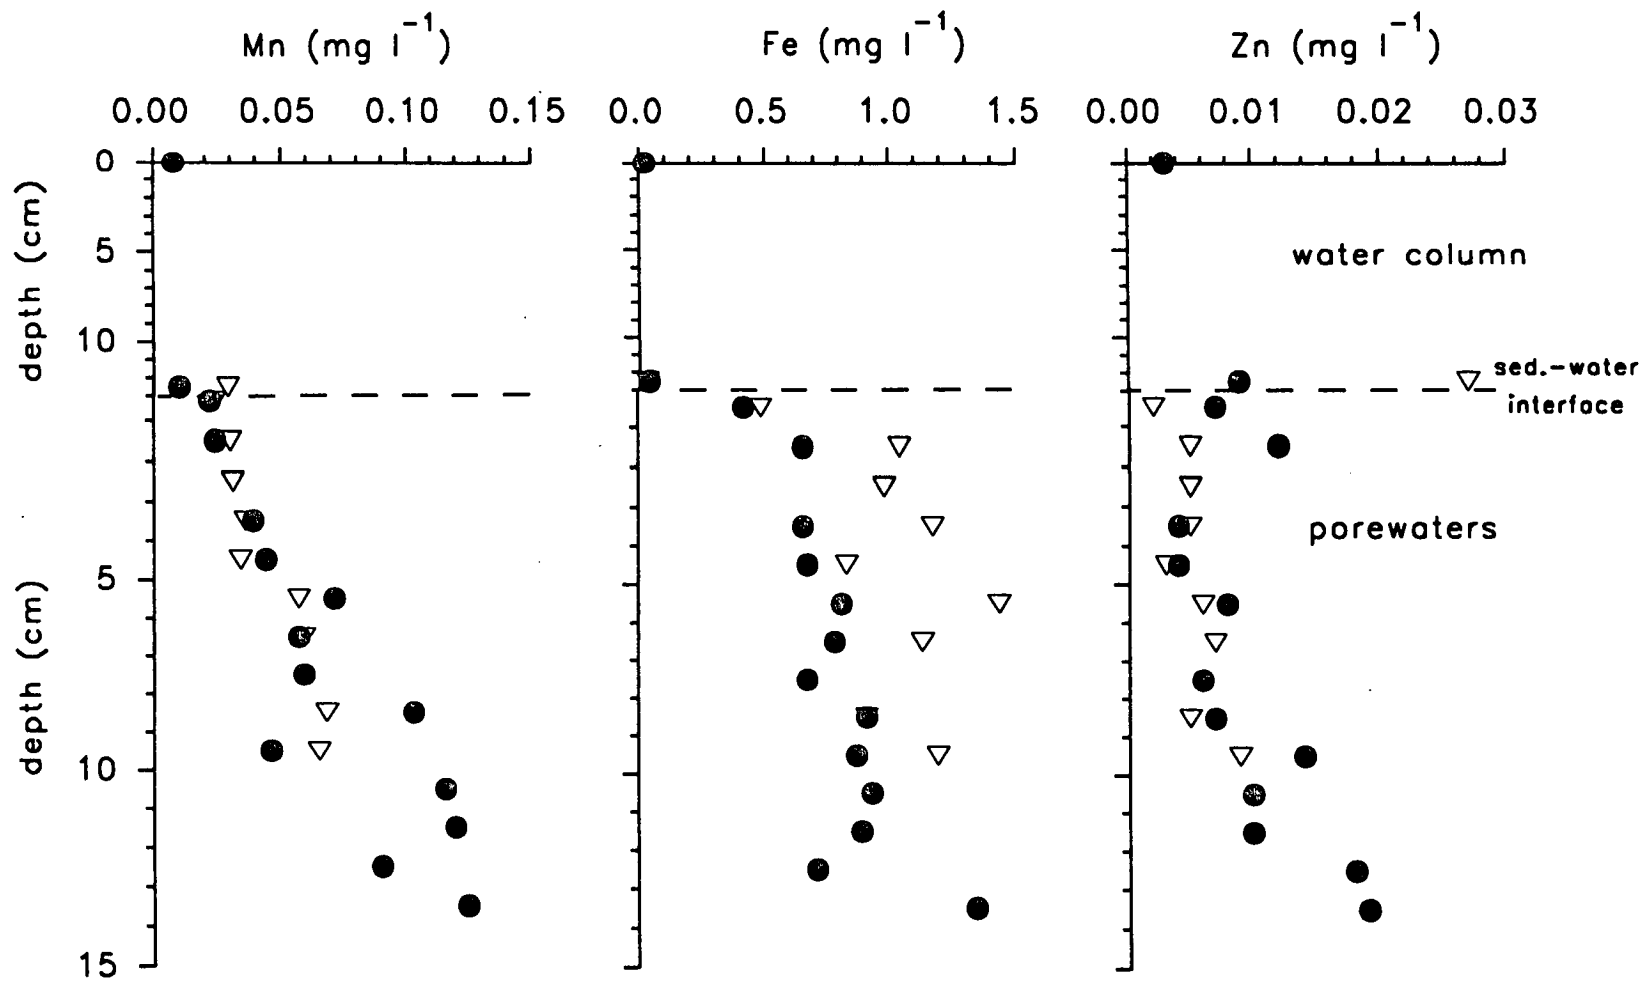 Mn (mg l⁻¹) Fe (mg l⁻¹) Zn (mg l⁻¹)
0.00 0.05 0.10 0.15 0.0 0.5 1.0 1.5 0.00 0.01 0.02 0.03
0
depth (cm)
5
water column
10
sed.-water
interface
porewaters
depth (cm)
5
10
15